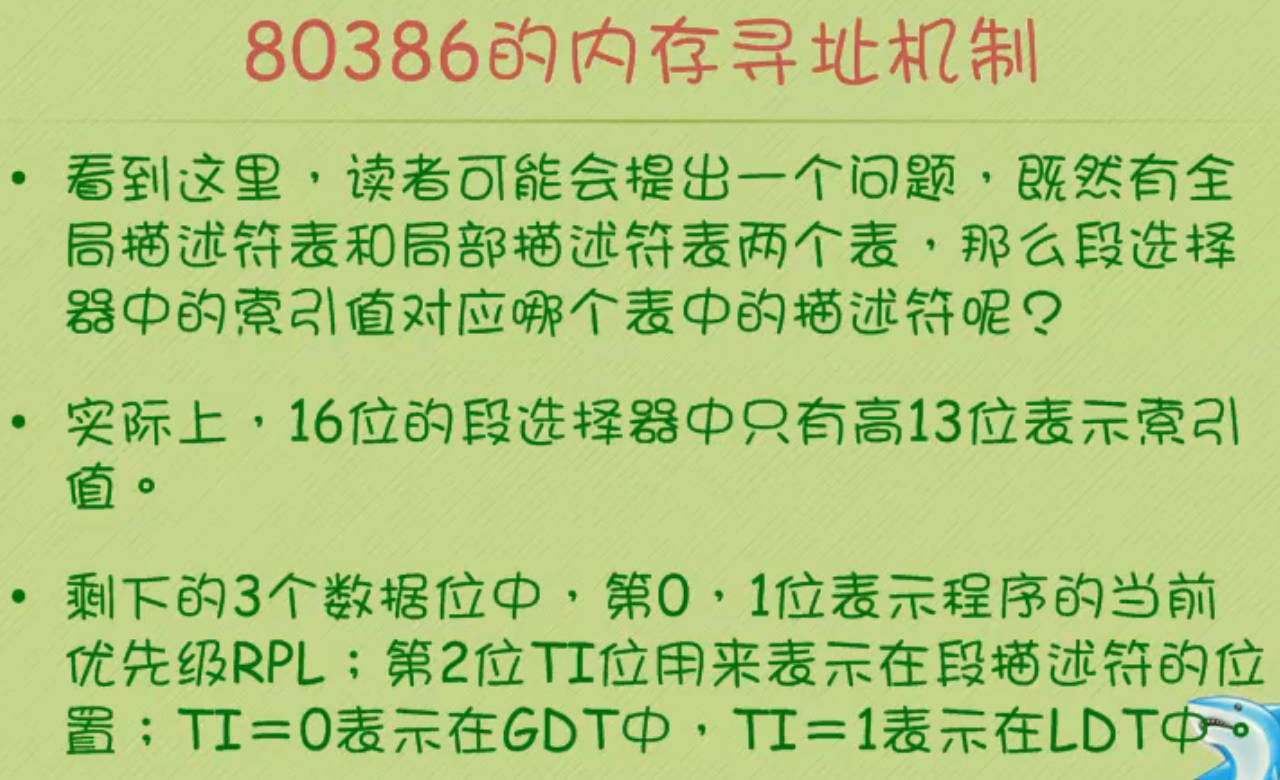 80386的内存寻址机制
• 看到这里，读者可能会提出一个问题，既然有全
局描述符表和局部描述符表两个表，那么段选择
器中的索引值对应哪个表中的描述符呢？
• 实际上，16位的段选择器中只有高13位表示索引
值。
• 剩下的3个数据位中，第0，1位表示程序的当前
优先级RPL；第2位TI位用来表示在段描述符的位
置；TI＝0表示在GDT中，TI＝1表示在LDT中。